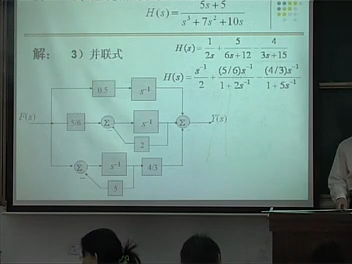 H(s) = (5s + 5) / (s³ + 7s² + 10s)
解： 3）并联式
H(s) = 1/2s + 5/(6s+12) - 4/(3s+15)
H(s) = s⁻¹/2 + (5/6)s⁻¹/(1 + 2s⁻¹) - (4/3)s⁻¹/(1 + 5s⁻¹)
0.5 s⁻¹
F(s) 5/6 Σ s⁻¹ Σ Y(s)
2
Σ s⁻¹ 4/3
5